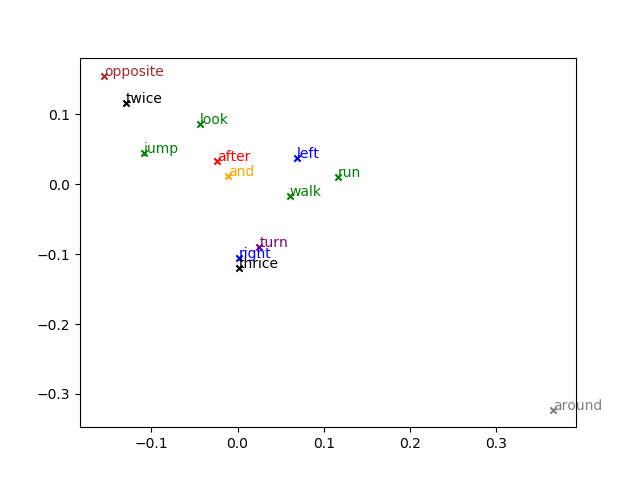 opposite
twice
look
jump
after
left
and
run
walk
turn
right
thrice
around
0.1
0.0
−0.1
−0.2
−0.3
−0.1
0.0
0.1
0.2
0.3